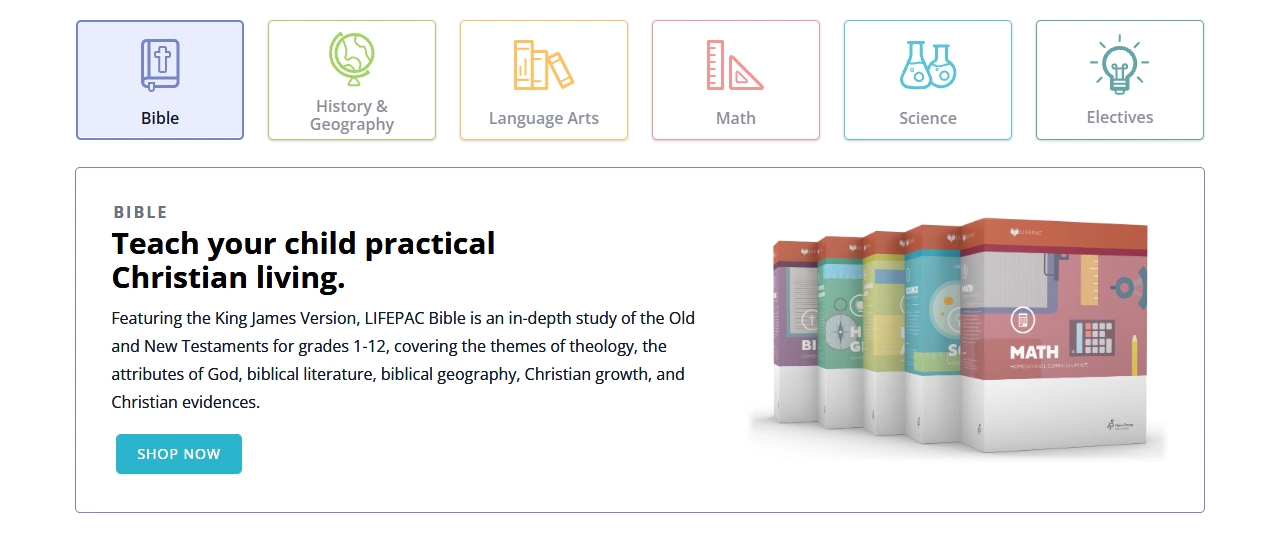 Bible
History &
Geography
Language Arts
Math
Science
Electives
BIBLE
Teach your child practical
Christian living.
Featuring the King James Version, LIFEPAC Bible is an in-depth study of the Old
and New Testaments for grades 1-12, covering the themes of theology, the
attributes of God, biblical literature, biblical geography, Christian growth, and
Christian evidences.
SHOP NOW
LIFEPAC
MATH